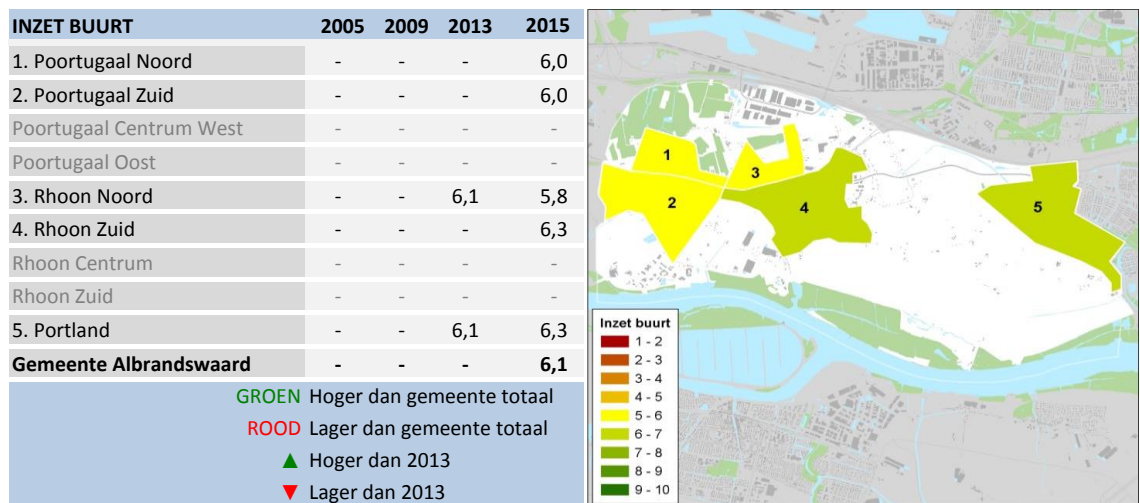 INZET BUURT 2005 2009 2013 2015
1. Poortugaal Noord - - - 6,0
2. Poortugaal Zuid - - - 6,0
Poortugaal Centrum West - - - -
Poortugaal Oost - - - -
3. Rhoon Noord - - 6,1 5,8
4. Rhoon Zuid - - - 6,3
Rhoon Centrum - - - -
Rhoon Zuid - - - -
5. Portland - - 6,1 6,3
Gemeente Albrandswaard - - - 6,1
GROEN Hoger dan gemeente totaal
ROOD Lager dan gemeente totaal
▲ Hoger dan 2013
▼ Lager dan 2013
1
3
2
4
5
Inzet buurt
1 - 2
2 - 3
3 - 4
4 - 5
5 - 6
6 - 7
7 - 8
8 - 9
9 - 10